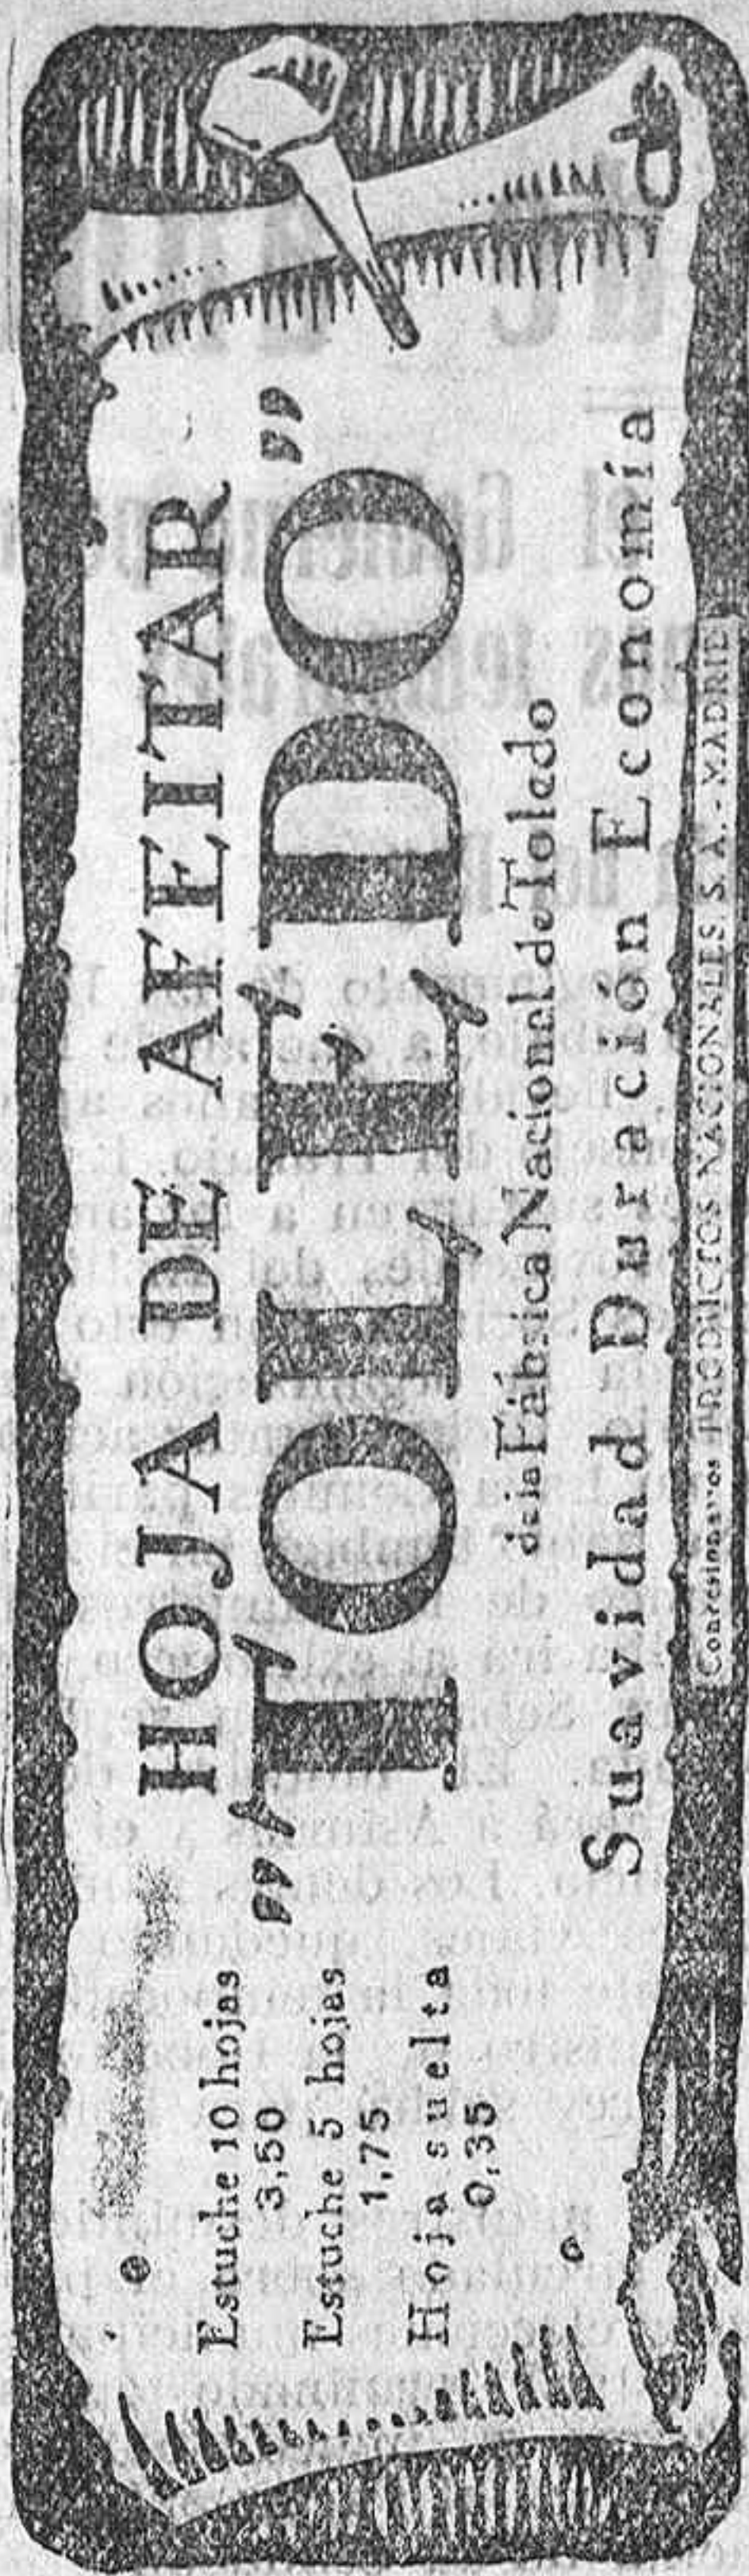 HOJA DE AFEITAR
"TOLEDO"
de la Fábrica Nacional de Toledo
Suavidad Duración Economía
Concesionarios PRODUCTOS NACIONALES. S. A. - MADRID
Estuche 10 hojas
3,50
Estuche 5 hojas
1,75
Hoja suelta
0,35